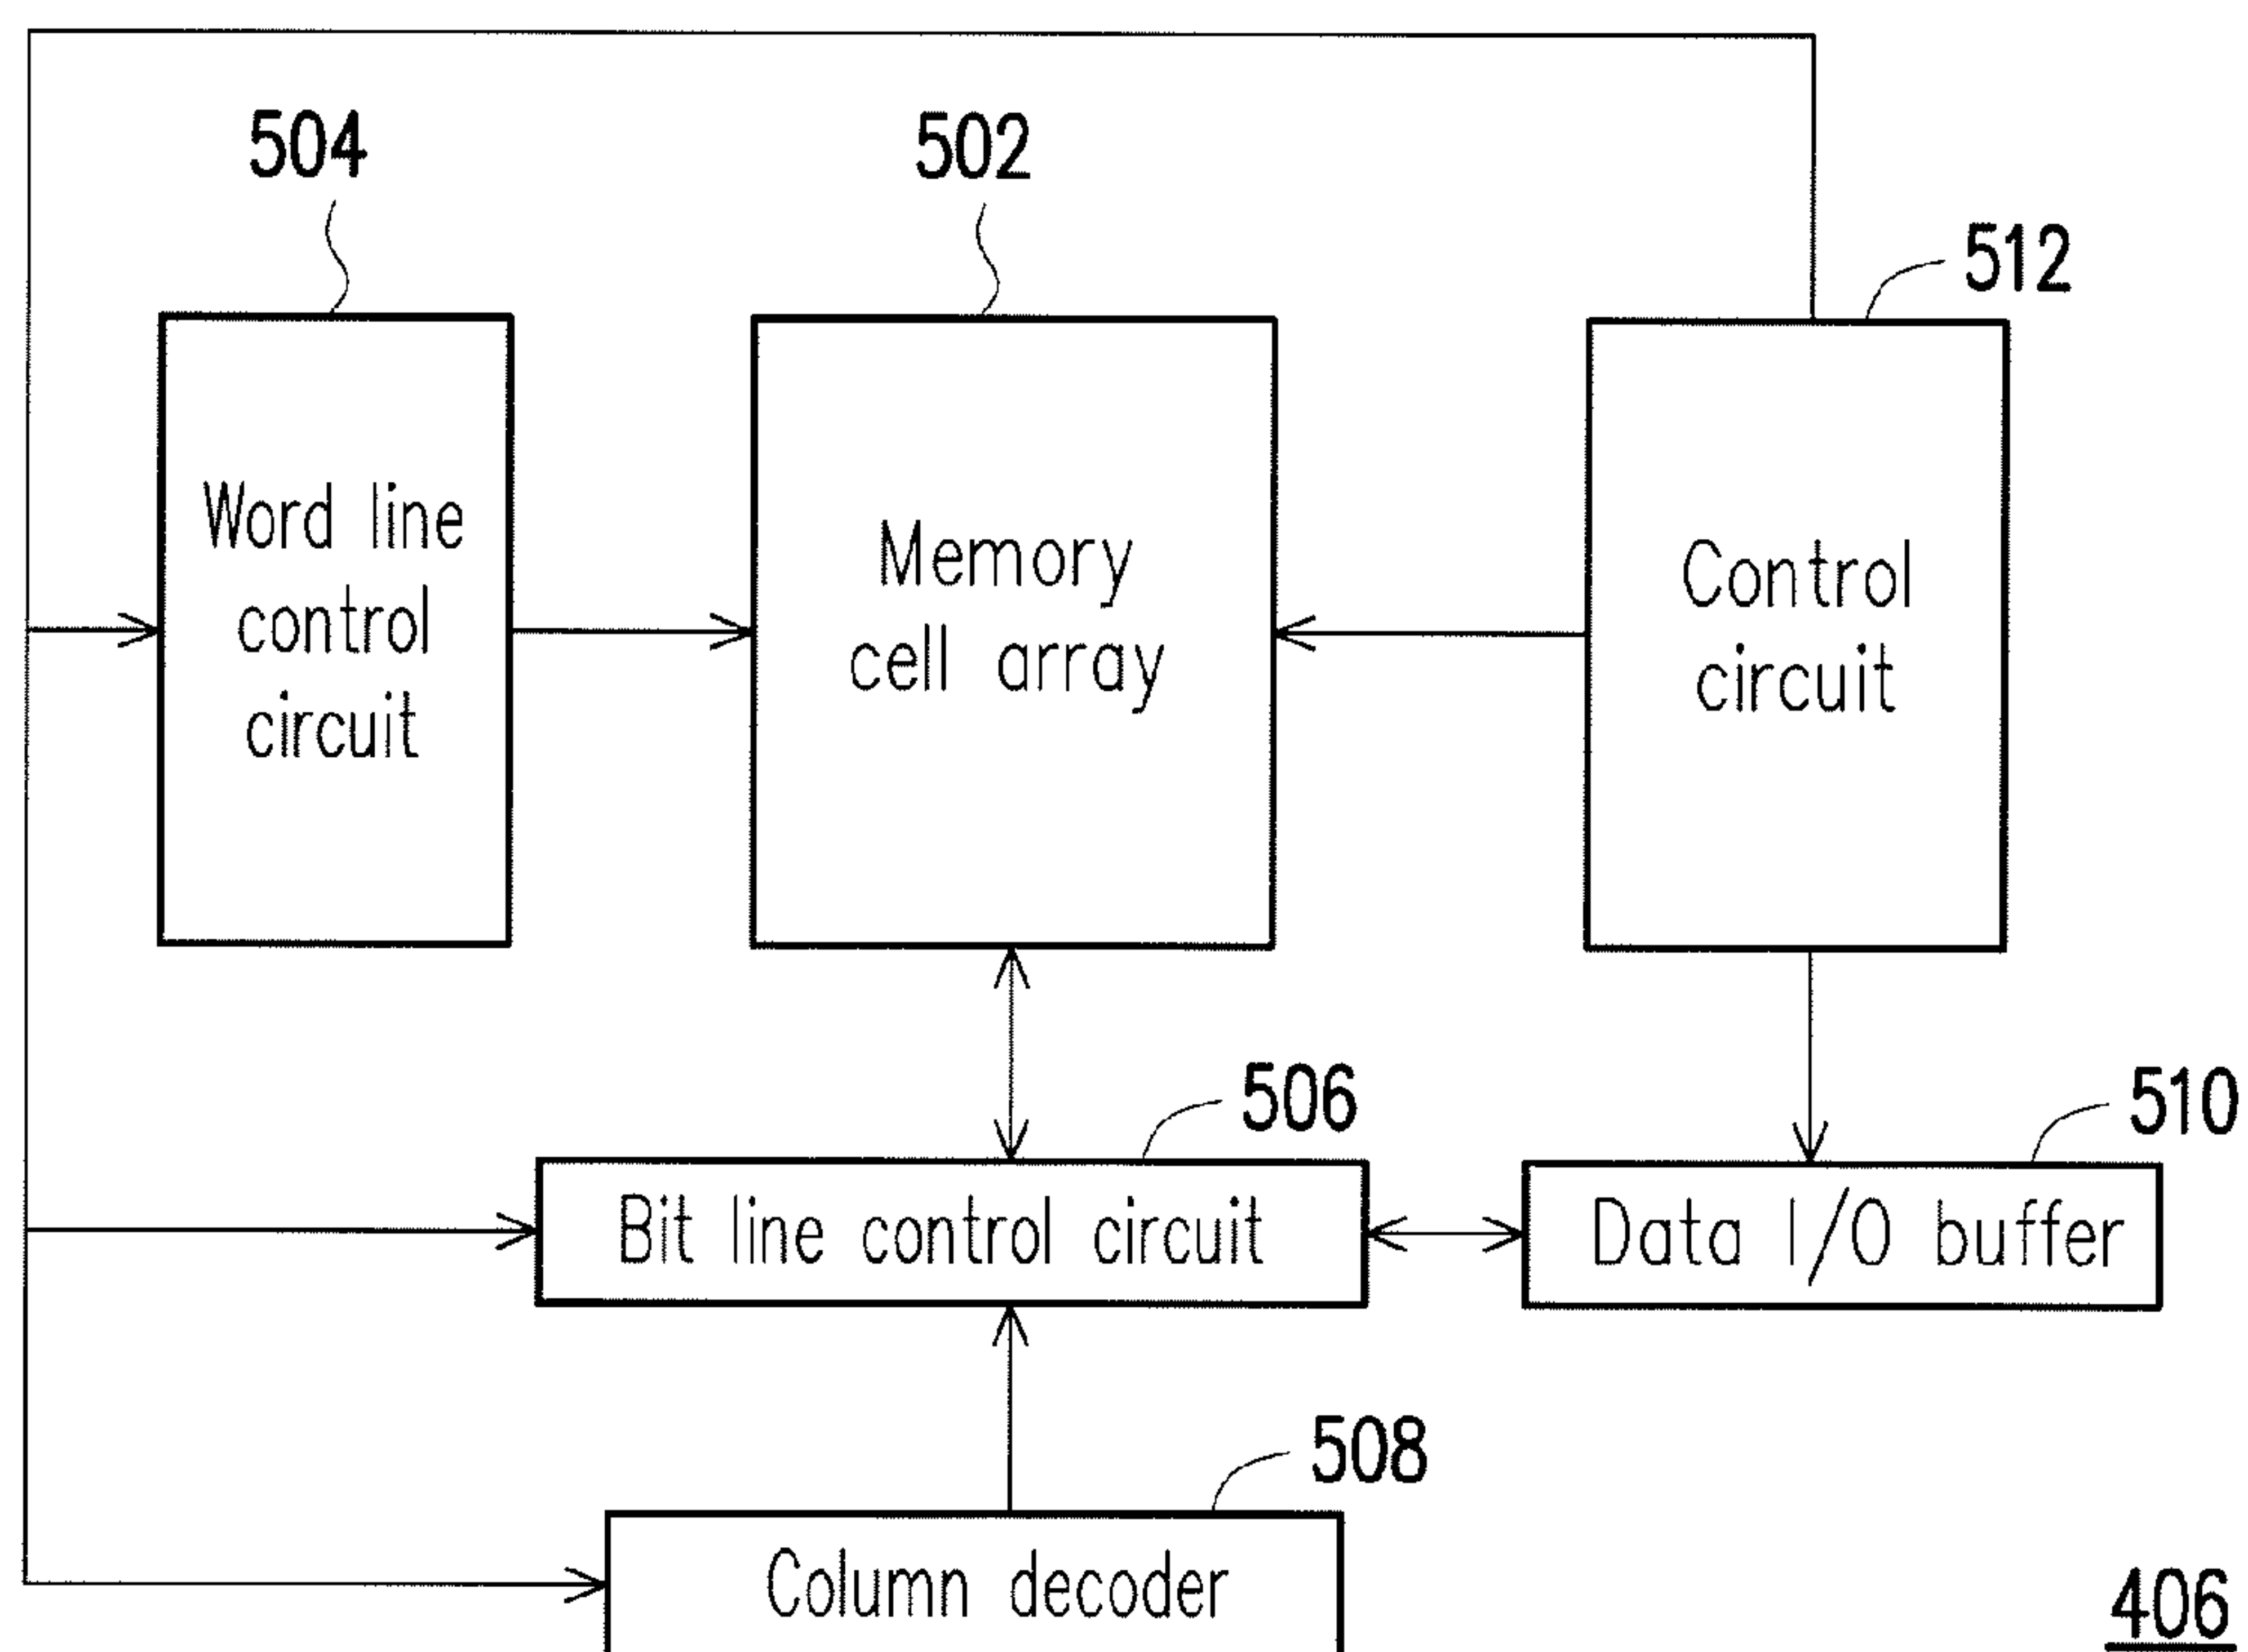 504
502
512
Word line
control
circuit
Memory
cell array
Control
circuit
506
510
Bit line control circuit
Data I/O buffer
508
Column decoder
406